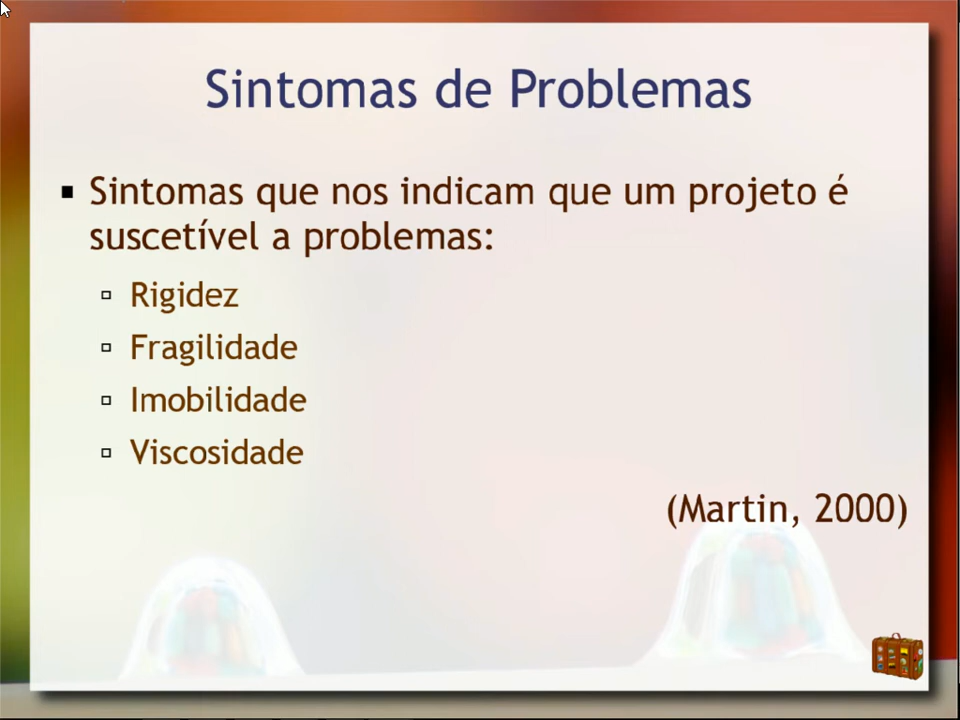 Sintomas de Problemas
Sintomas que nos indicam que um projeto é
suscetível a problemas:
Rigidez
Fragilidade
Imobilidade
Viscosidade
(Martin, 2000)